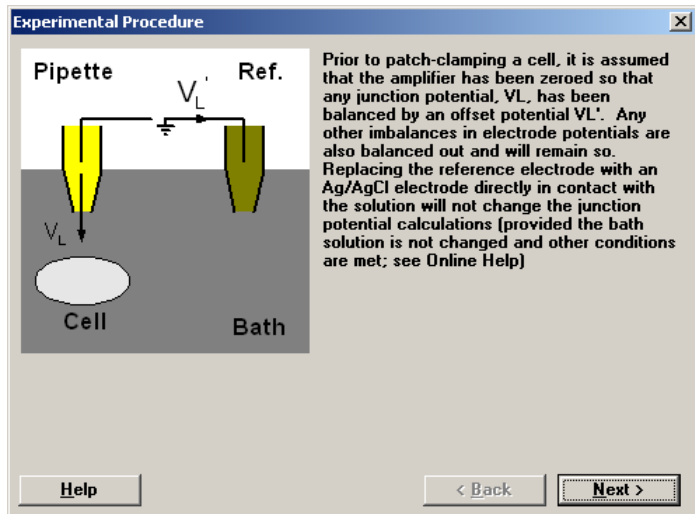 Experimental Procedure
Pipette
V_L'
Ref.
V_L
Cell
Bath
Prior to patch-clamping a cell, it is assumed
that the amplifier has been zeroed so that
any junction potential, VL, has been
balanced by an offset potential VL'.  Any
other imbalances in electrode potentials are
also balanced out and will remain so.
Replacing the reference electrode with an
Ag/AgCl electrode directly in contact with
the solution will not change the junction
potential calculations (provided the bath
solution is not changed and other conditions
are met; see Online Help)
Help
< Back
Next >